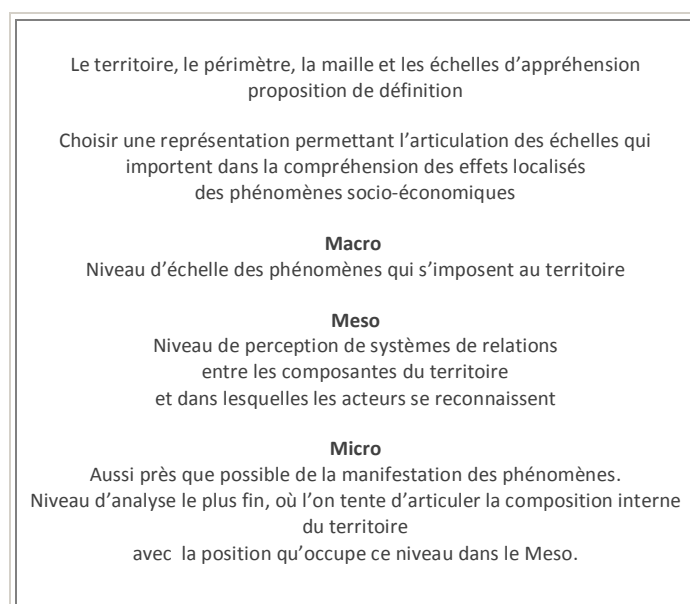 Le territoire, le périmètre, la maille et les échelles d’appréhension
proposition de définition
Choisir une représentation permettant l’articulation des échelles qui
importent dans la compréhension des effets localisés
des phénomènes socio-économiques
Macro
Niveau d’échelle des phénomènes qui s’imposent au territoire
Meso
Niveau de perception de systèmes de relations
entre les composantes du territoire
et dans lesquelles les acteurs se reconnaissent
Micro
Aussi près que possible de la manifestation des phénomènes.
Niveau d’analyse le plus fin, où l’on tente d’articuler la composition interne
du territoire
avec la position qu’occupe ce niveau dans le Meso.